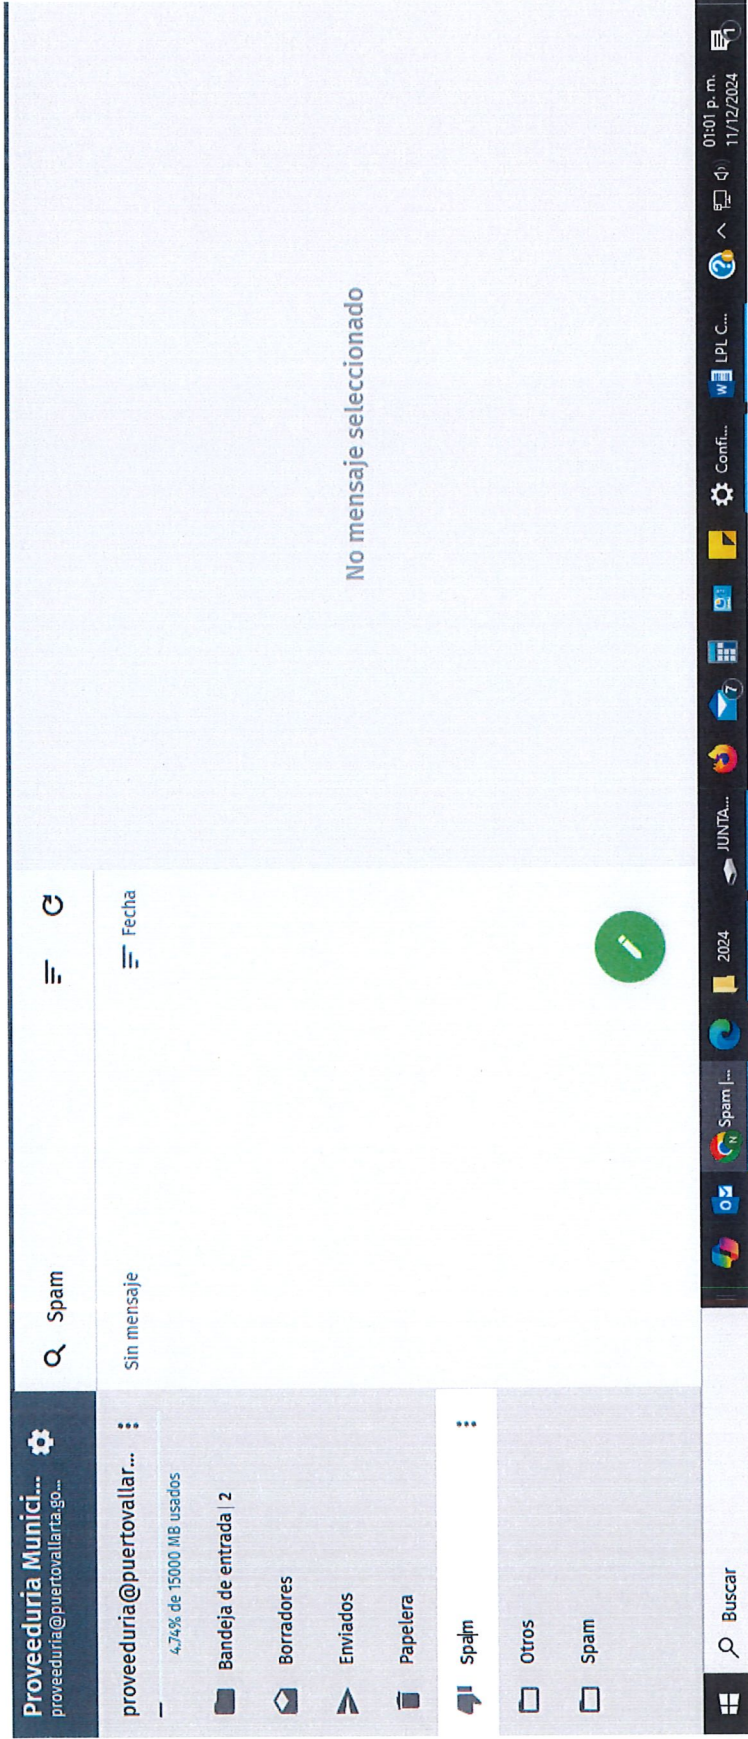 Proveeduria Munici...
proveeduria@puertovallarta.go...
Spam
proveeduria@puertovallar...
4.74% de 15000 MB usados
Sin mensaje
Fecha
Bandeja de entrada | 2
Borradores
Enviados
Papelera
Spam
Otros
Spam
No mensaje seleccionado
Buscar
Spam |...
2024
JUNTA...
7
Confi...
LPL C...
01:01 p. m.
11/12/2024
1